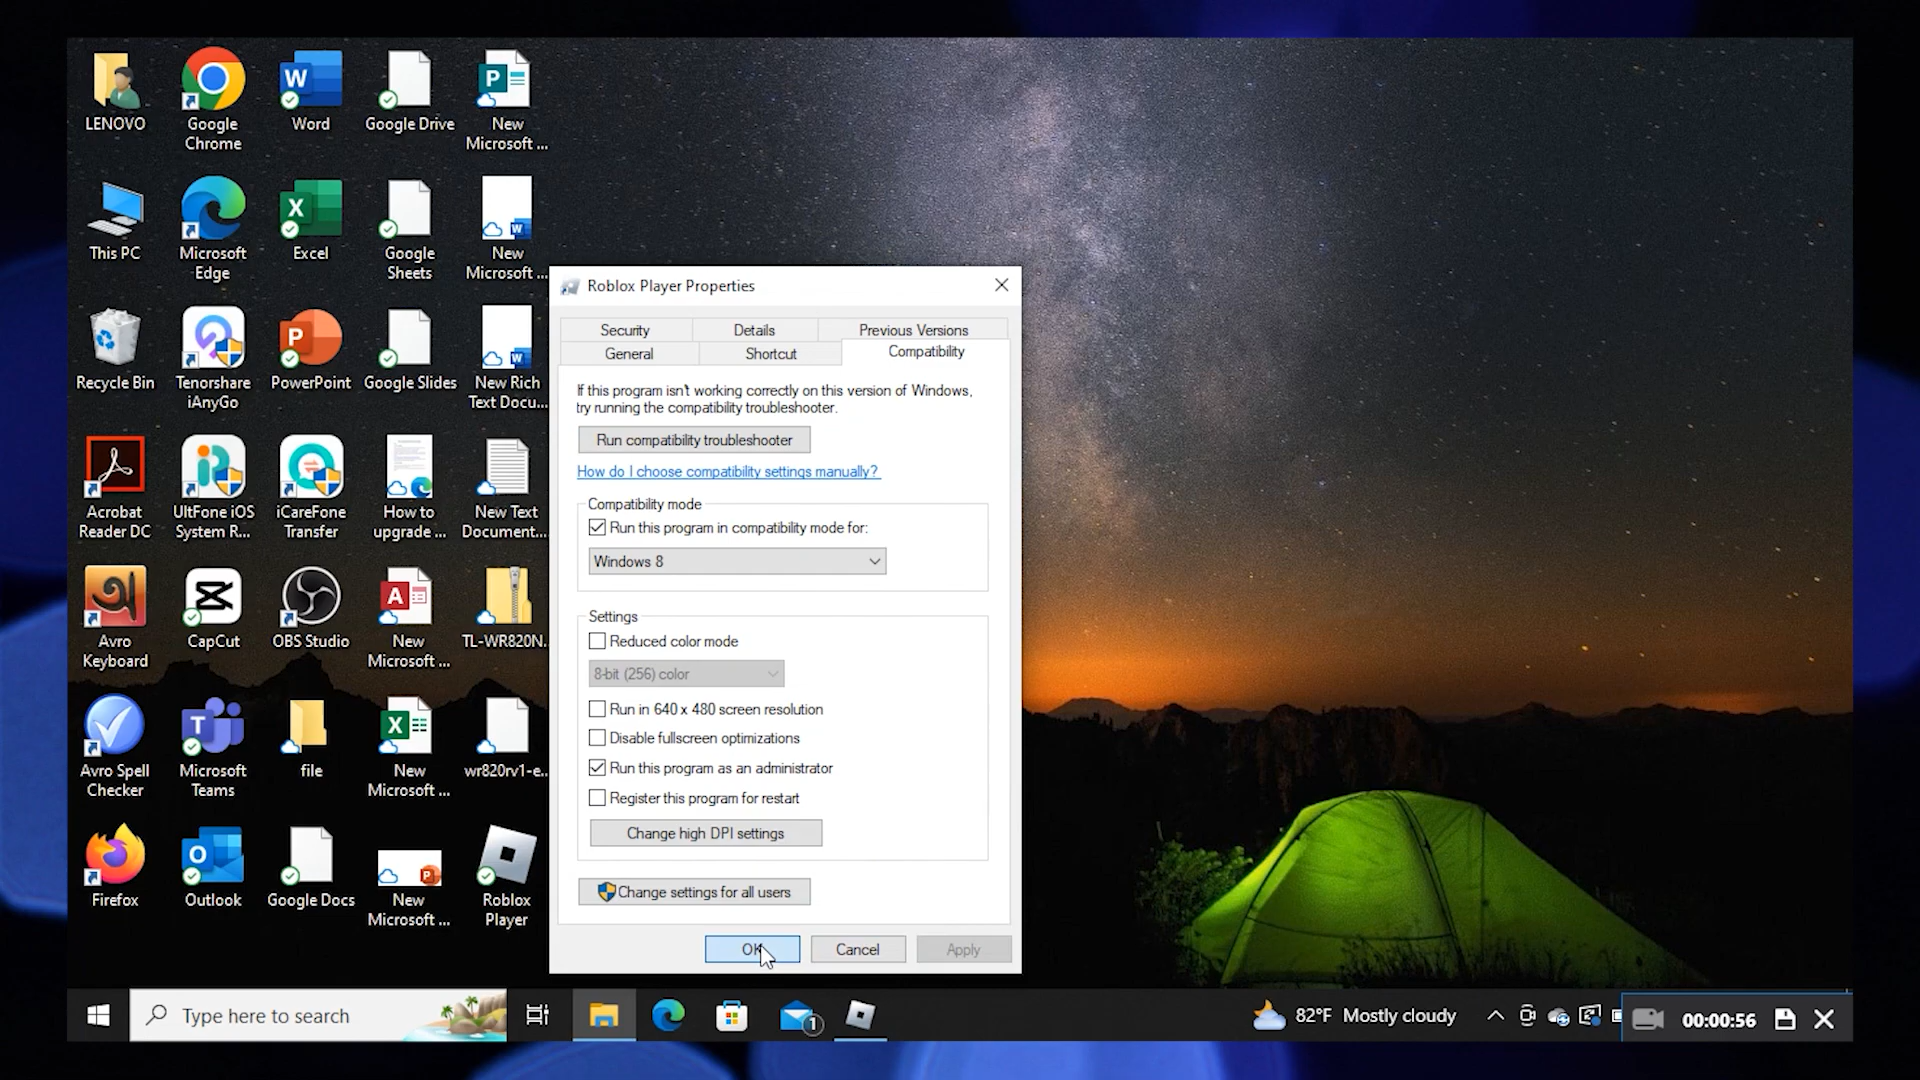 LENOVO
Google
Chrome
Word
Google Drive
New
Microsoft ...
This PC
Microsoft
Edge
Excel
Google
Sheets
New
Microsoft ...
Recycle Bin
Tenorshare
iAnyGo
PowerPoint
Google Slides
New Rich
Text Docu...
Acrobat
Reader DC
UltFone iOS
System R...
iCareFone
Transfer
How to
upgrade ...
New Text
Document...
Avro
Keyboard
CapCut
OBS Studio
New
Microsoft ...
TL-WR820N...
Avro Spell
Checker
Microsoft
Teams
file
New
Microsoft ...
wr820rv1-e...
Firefox
Outlook
Google Docs
New
Microsoft ...
Roblox
Player
Roblox Player Properties
Security
Details
Previous Versions
General
Shortcut
Compatibility
If this program isn't working correctly on this version of Windows,
try running the compatibility troubleshooter.
Run compatibility troubleshooter
How do I choose compatibility settings manually?
Compatibility mode
Run this program in compatibility mode for:
Windows 8
Settings
Reduced color mode
8-bit (256) color
Run in 640 x 480 screen resolution
Disable fullscreen optimizations
Run this program as an administrator
Register this program for restart
Change high DPI settings
Change settings for all users
OK
Cancel
Apply
Type here to search
1
82°F Mostly cloudy
00:00:56